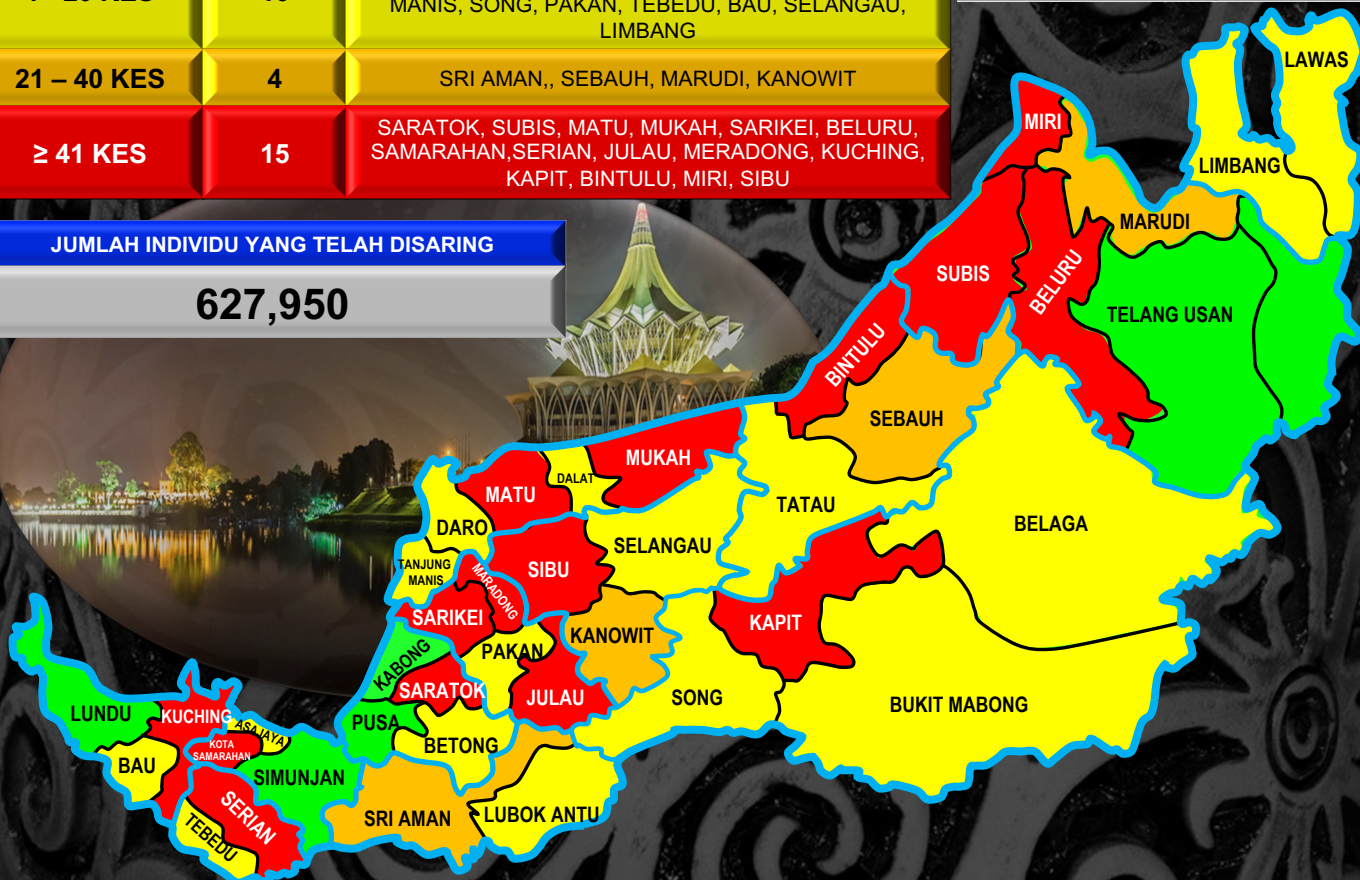 MANIS, SONG, PAKAN, TEBEDU, BAU, SELANGAU,
LIMBANG
21 – 40 KES
4
SRI AMAN,, SEBAUH, MARUDI, KANOWIT
≥ 41 KES
15
SARATOK, SUBIS, MATU, MUKAH, SARIKEI, BELURU,
SAMARAHAN,SERIAN, JULAU, MERADONG, KUCHING,
KAPIT, BINTULU, MIRI, SIBU
JUMLAH INDIVIDU YANG TELAH DISARING
627,950
LAWAS
MIRI
LIMBANG
MARUDI
SUBIS
BELURU
TELANG USAN
BINTULU
SEBAUH
MUKAH
DALAT
MATU
TATAU
DARO
BELAGA
SELANGAU
TANJUNG
MANIS
SIBU
MARADONG
SARIKEI
KAPIT
KANOWIT
PAKAN
KABONG
SARATOK
JULAU
SONG
BUKIT MABONG
LUNDU
KUCHING
PUSA
ASAJAYA
BETONG
KOTA
SAMARAHAN
BAU
SIMUNJAN
SERIAN
SRI AMAN
LUBOK ANTU
TEBEDU